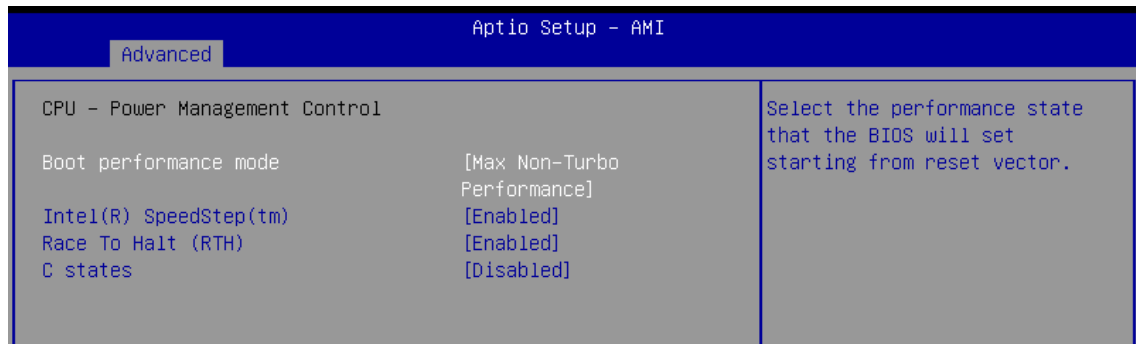 Aptio Setup – AMI
Advanced
CPU – Power Management Control
Boot performance mode [Max Non-Turbo
Performance]
Intel(R) SpeedStep(tm) [Enabled]
Race To Halt (RTH) [Enabled]
C states [Disabled]
Select the performance state
that the BIOS will set
starting from reset vector.